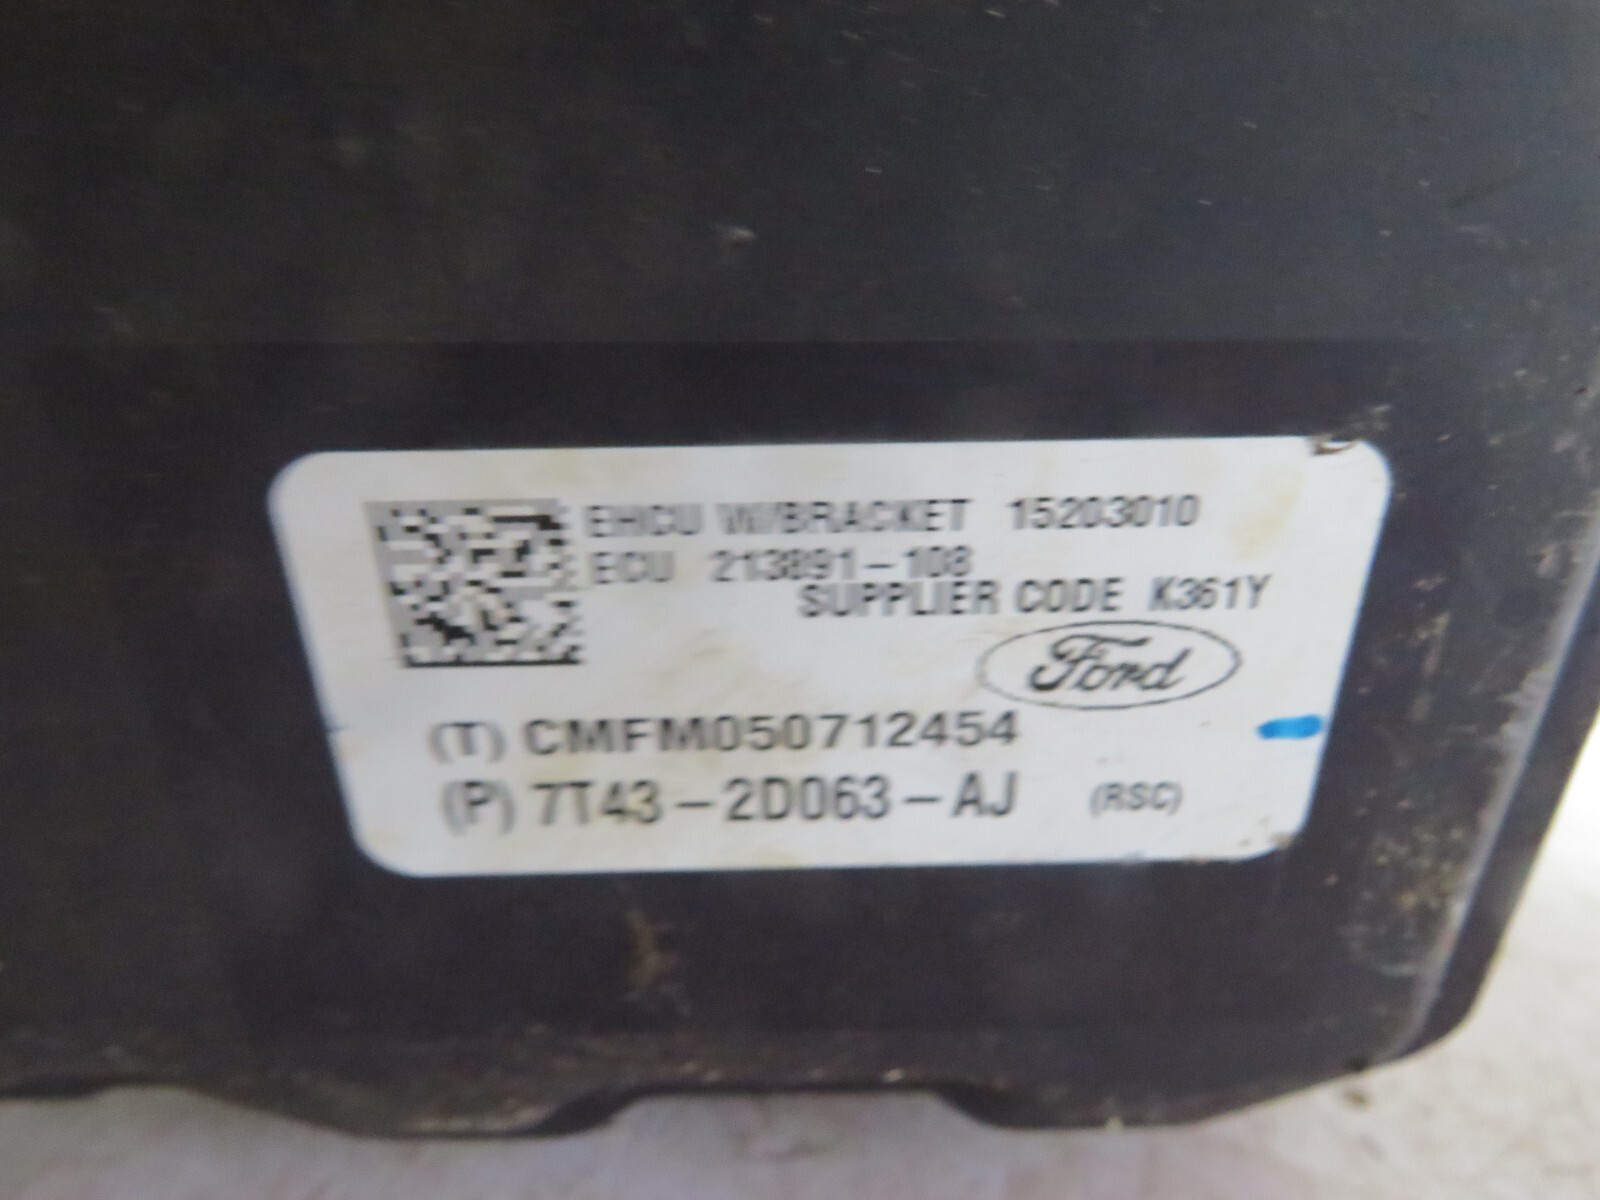 EHCU W/BRACKET 15203010
ECU 213891-108
SUPPLIER CODE K361Y
Ford
(T) CMFM050712454
(P) 7T43-2D063-AJ (RSC)